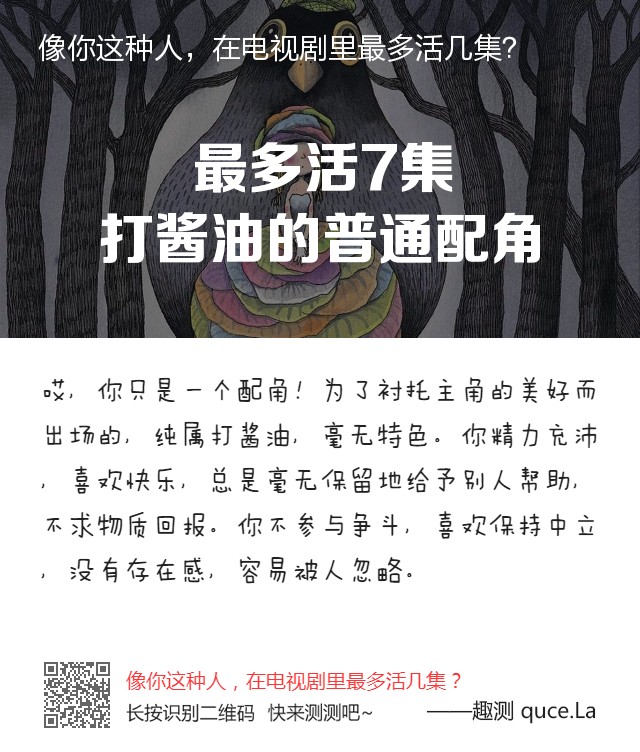 像你这种人，在电视剧里最多活几集？
最多活7集
打酱油的普通配角
哎，你只是一个配角！为了衬托主角的美好而
出场的，纯属打酱油，毫无特色。你精力充沛
，喜欢快乐，总是毫无保留地给予别人帮助，
不求物质回报。你不参与争斗，喜欢保持中立
，没有存在感，容易被人忽略。
像你这种人，在电视剧里最多活几集？
长按识别二维码 快来测测吧~ ——趣测 quce.La